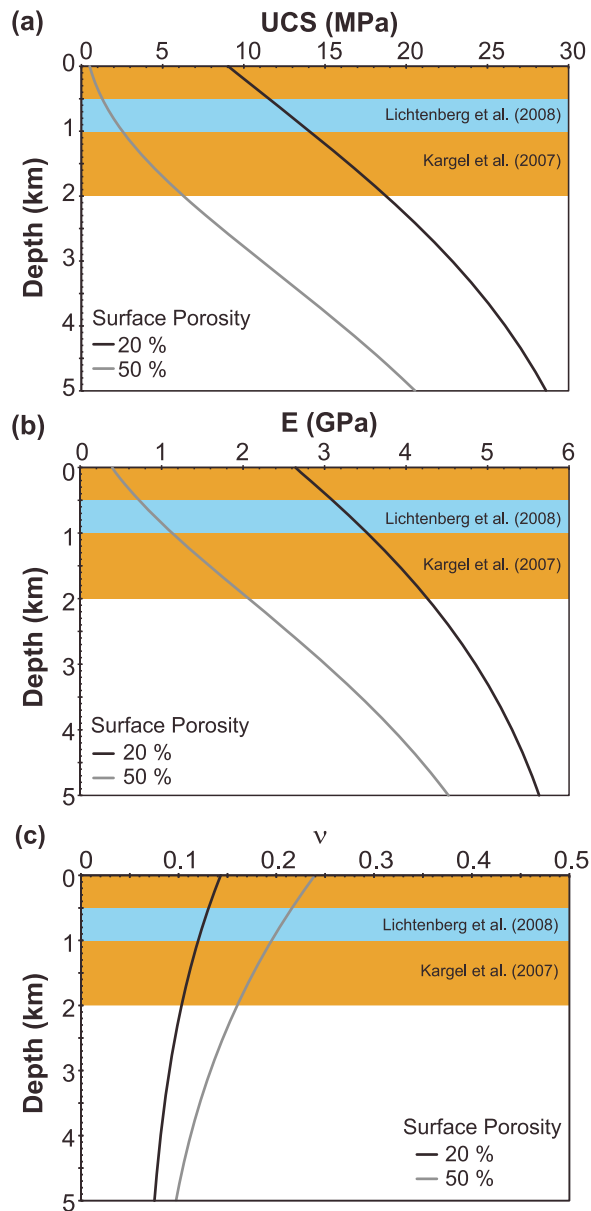 (a)
UCS (MPa)
0 5 10 15 20 25 30
0
1
2
3
4
5
Depth (km)
Lichtenberg et al. (2008)
Kargel et al. (2007)
Surface Porosity
20 %
50 %
(b)
E (GPa)
0 1 2 3 4 5 6
0
1
2
3
4
5
Depth (km)
Lichtenberg et al. (2008)
Kargel et al. (2007)
Surface Porosity
20 %
50 %
(c)
ν
0 0.1 0.2 0.3 0.4 0.5
0
1
2
3
4
5
Depth (km)
Lichtenberg et al. (2008)
Kargel et al. (2007)
Surface Porosity
20 %
50 %